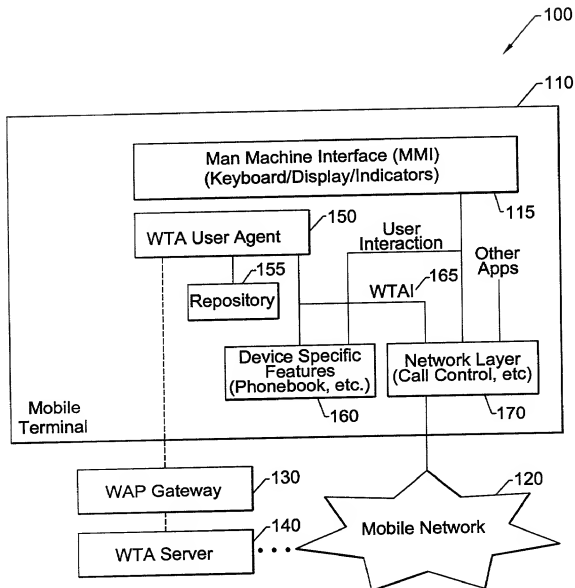 100
110
Man Machine Interface (MMI)
(Keyboard/Display/Indicators)
115
150
WTA User Agent
User
Interaction
155
Repository
WTAI
165
Other
Apps
Device Specific
Features
(Phonebook, etc.)
160
Network Layer
(Call Control, etc)
170
Mobile
Terminal
WAP Gateway
130
120
Mobile Network
140
WTA Server